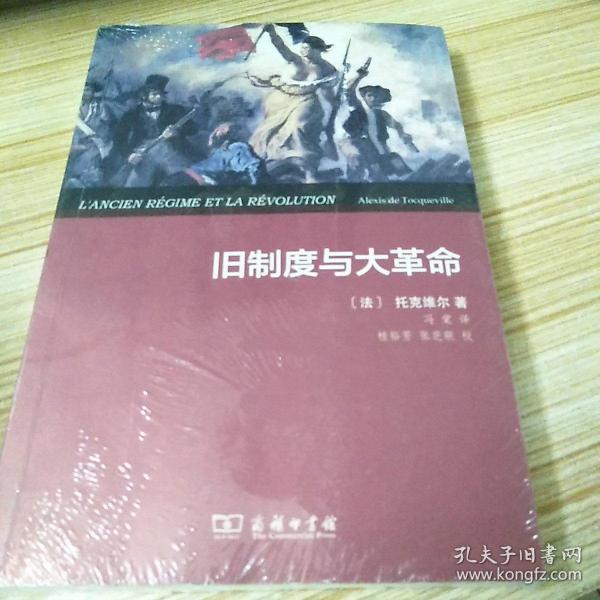 L'ANCIEN RÉGIME ET LA RÉVOLUTION Alexis de Tocqueville
旧制度与大革命
〔法〕 托克维尔 著
冯棠 译
桂裕芳 张芝联 校
商务印书馆
The Commercial Press
孔夫子旧书网
www.kongfz.com